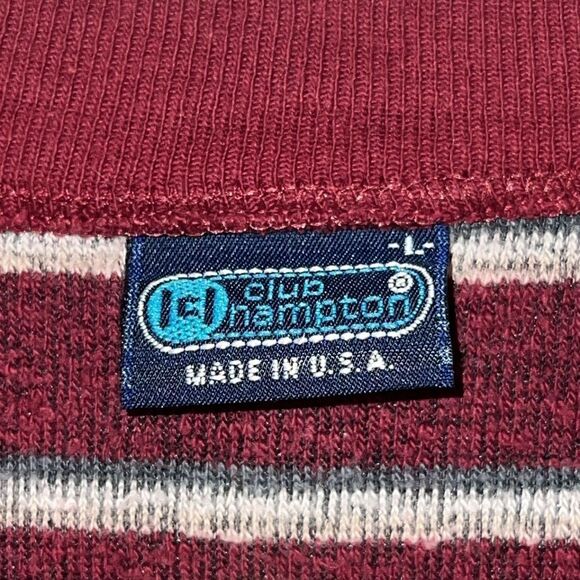 -L-
club
hampton®
MADE IN U.S.A.